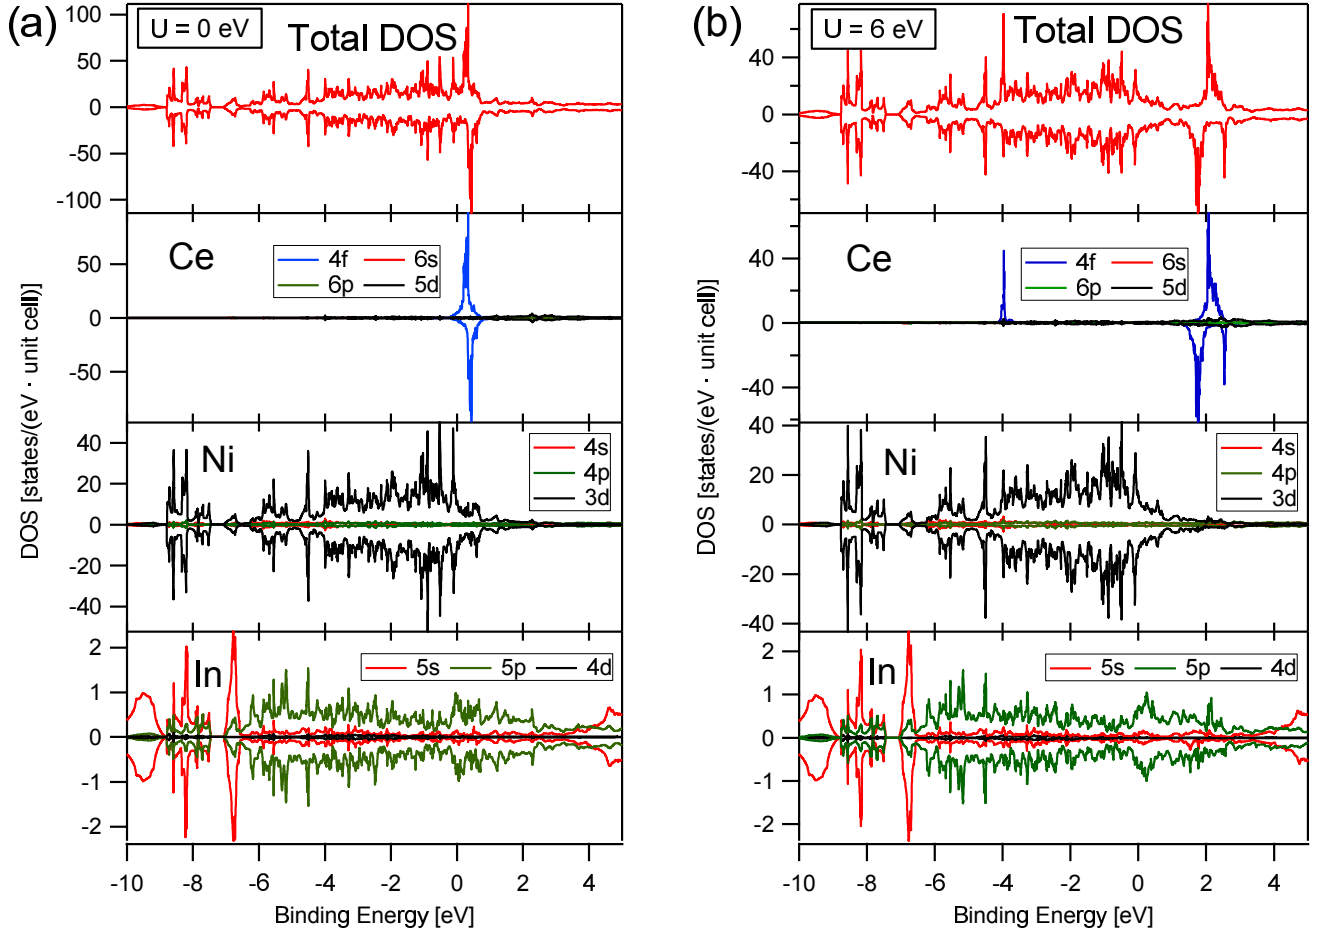 (a)
U = 0 eV
Total DOS
100
50
0
-50
-100
Ce
4f 6s
6p 5d
50
0
-50
Ni
4s
4p
3d
40
20
0
-20
-40
In
5s 5p 4d
2
1
0
-1
-2
-10 -8 -6 -4 -2 0 2 4
Binding Energy [eV]
DOS [states/(eV · unit cell)]
(b)
U = 6 eV
Total DOS
40
0
-40
Ce
4f 6s
6p 5d
40
0
-40
Ni
4s
4p
3d
40
20
0
-20
-40
In
5s 5p 4d
2
1
0
-1
-2
-10 -8 -6 -4 -2 0 2 4
Binding Energy [eV]
DOS [states/(eV · unit cell)]